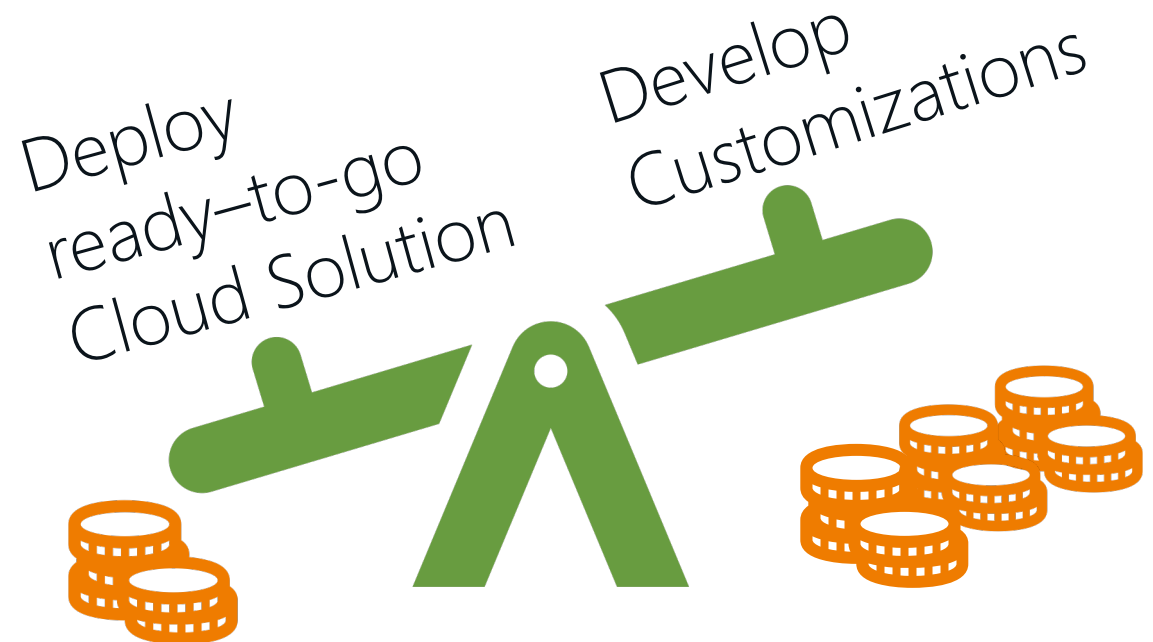 Deploy
ready–to-go
Cloud Solution
Develop
Customizations